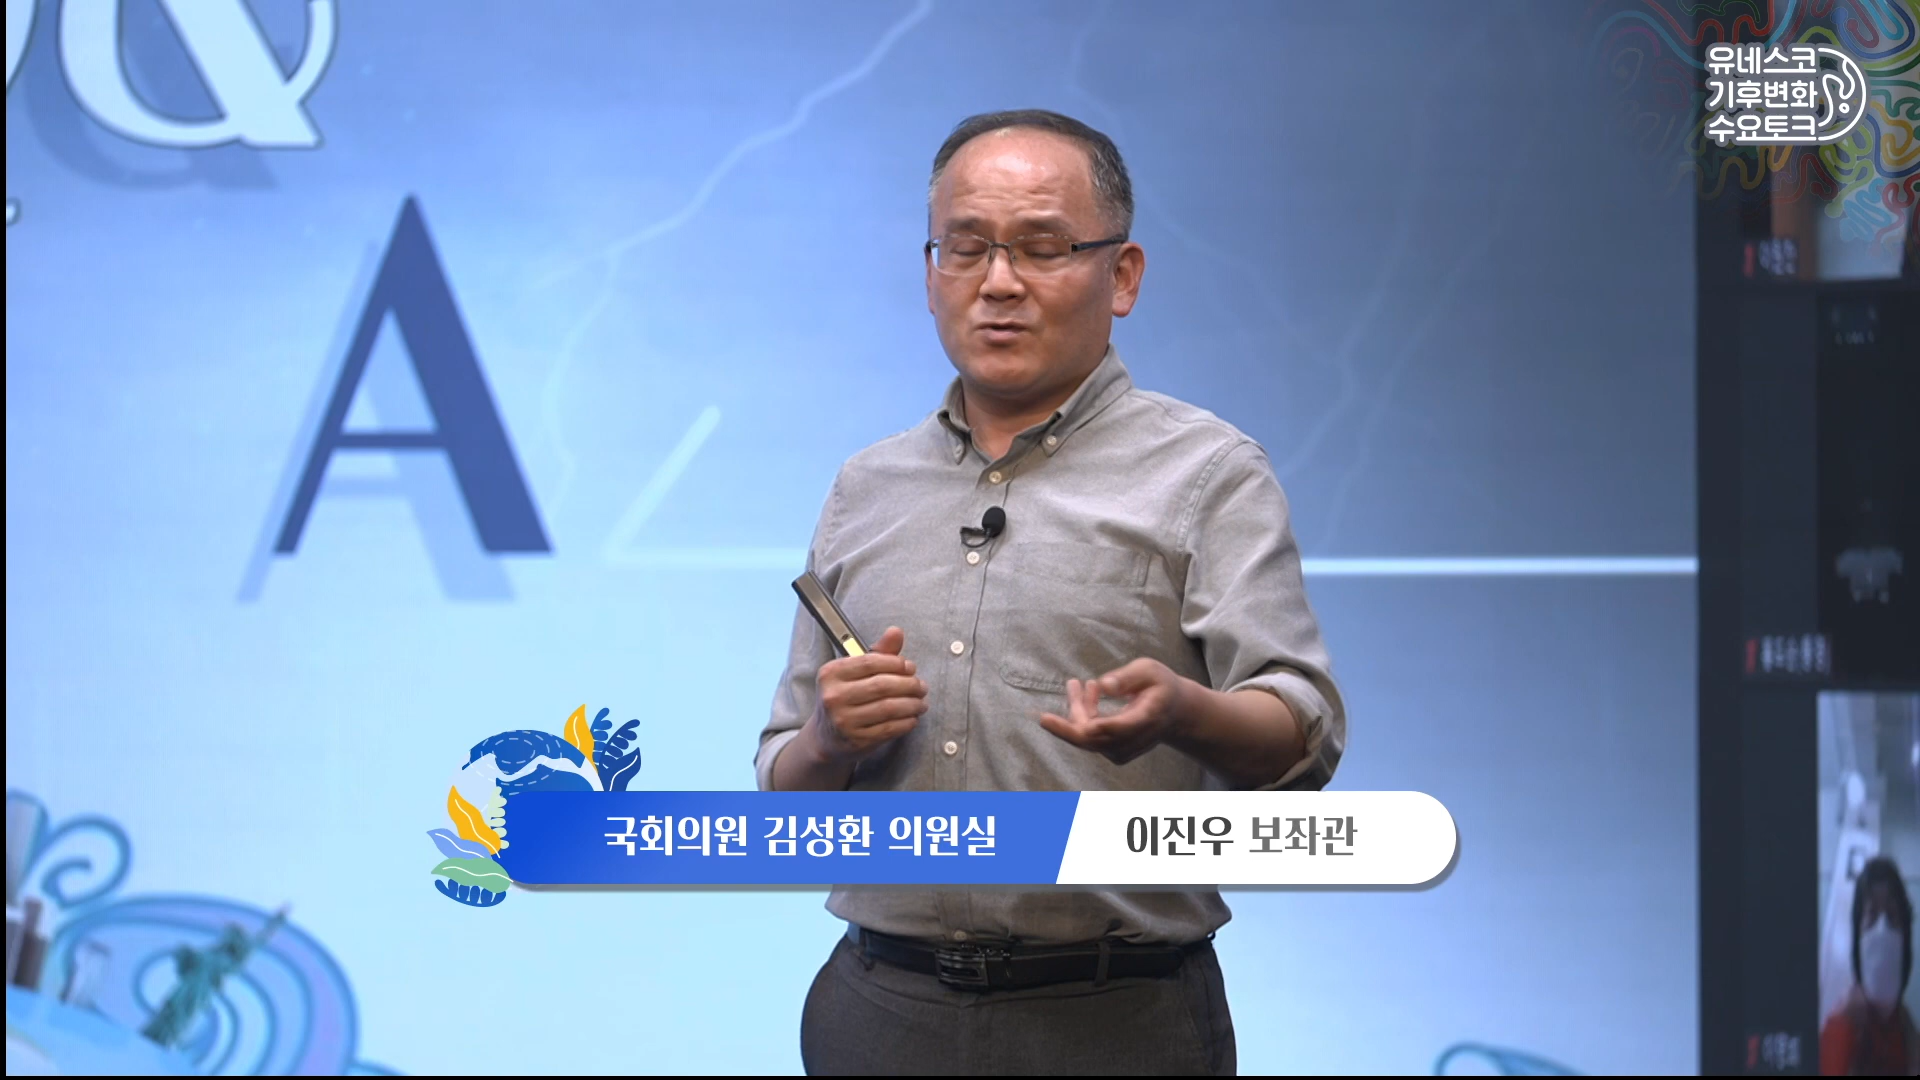 유네스코
기후변화
수요토크
&
A
국회의원 김성환 의원실
이진우 보좌관